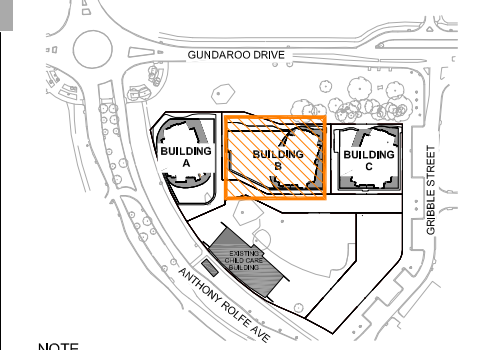 GUNDAROO DRIVE
BUILDING
A
BUILDING
B
BUILDING
C
GRIBBLE STREET
EXISTING
CHILD CARE
BUILDING
ANTHONY ROLFE AVE
NOTE